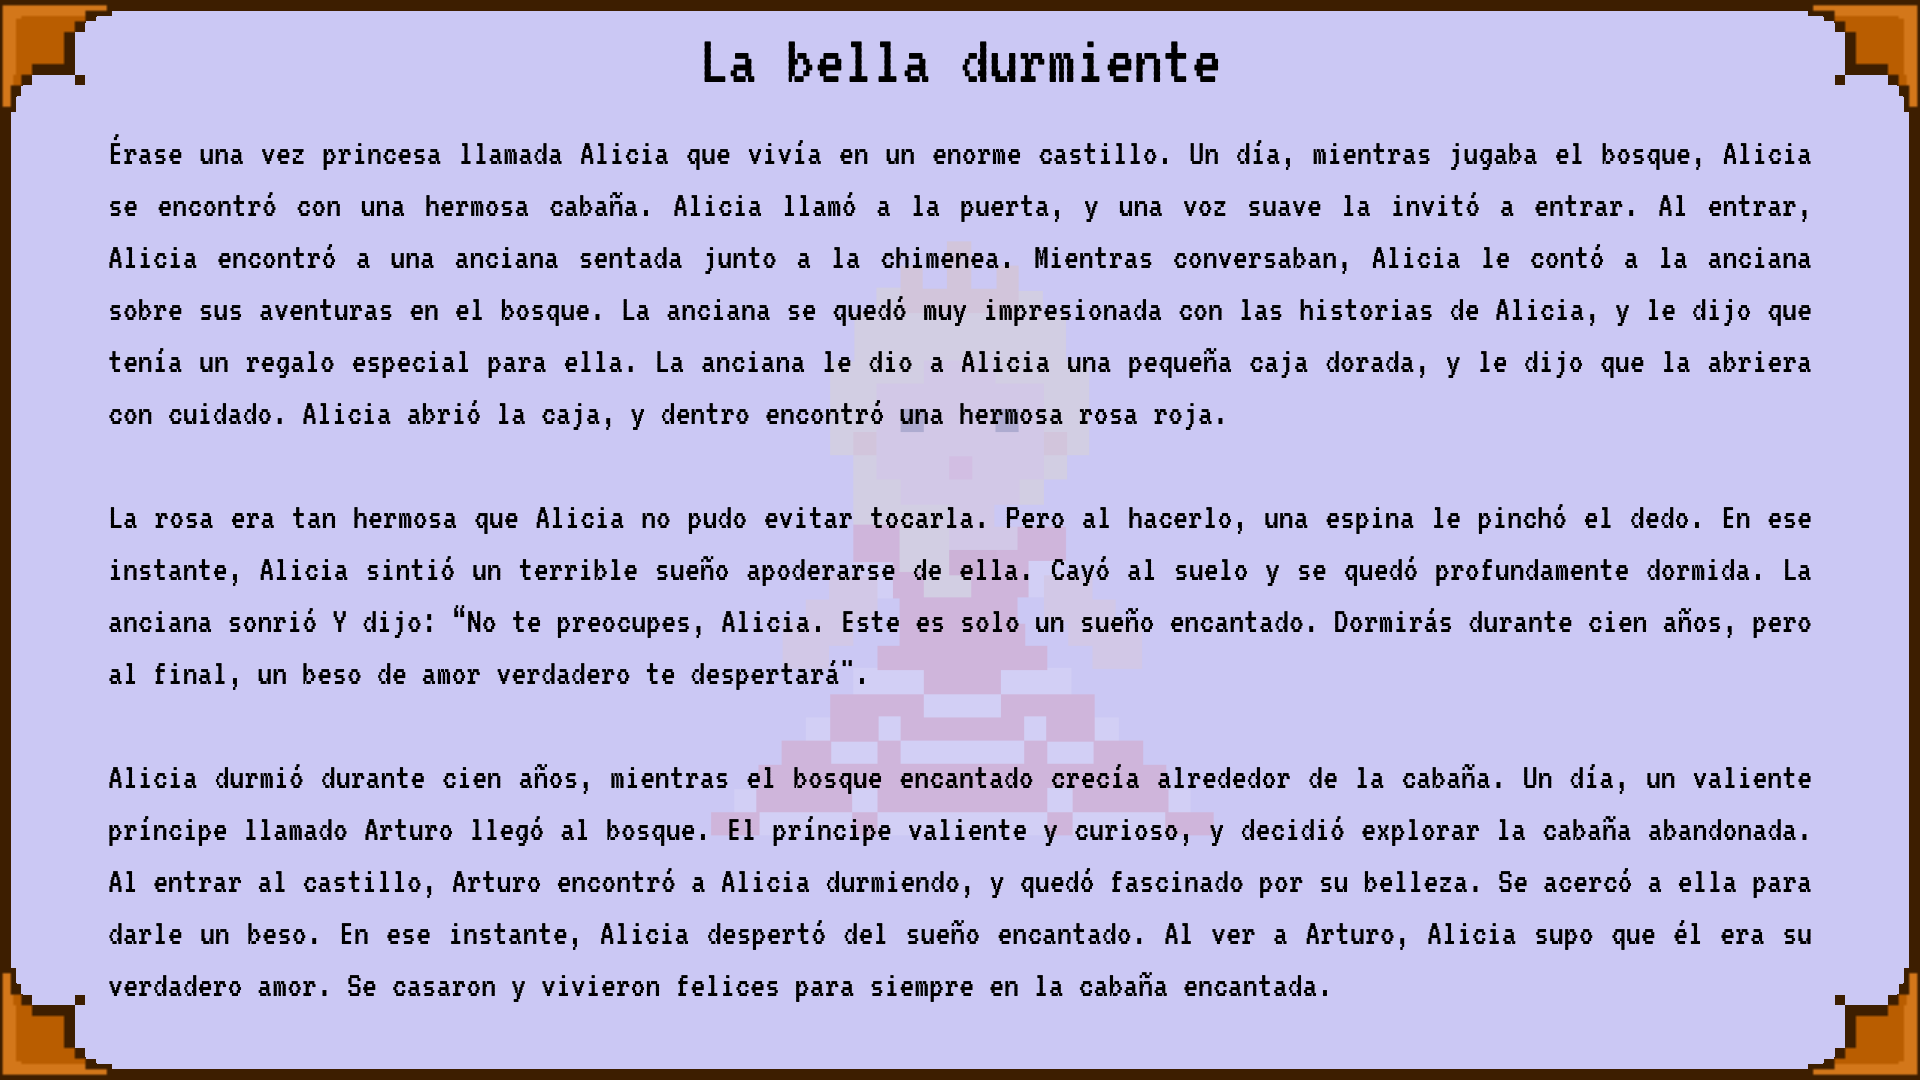 La bella durmiente
Érase una vez princesa llamada Alicia que vivía en un enorme castillo. Un día, mientras jugaba el bosque, Alicia
se encontró con una hermosa cabaña. Alicia llamó a la puerta, y una voz suave la invitó a entrar. Al entrar,
Alicia encontró a una anciana sentada junto a la chimenea. Mientras conversaban, Alicia le contó a la anciana
sobre sus aventuras en el bosque. La anciana se quedó muy impresionada con las historias de Alicia, y le dijo que
tenía un regalo especial para ella. La anciana le dio a Alicia una pequeña caja dorada, y le dijo que la abriera
con cuidado. Alicia abrió la caja, y dentro encontró una hermosa rosa roja.
La rosa era tan hermosa que Alicia no pudo evitar tocarla. Pero al hacerlo, una espina le pinchó el dedo. En ese
instante, Alicia sintió un terrible sueño apoderarse de ella. Cayó al suelo y se quedó profundamente dormida. La
anciana sonrió Y dijo: “No te preocupes, Alicia. Este es solo un sueño encantado. Dormirás durante cien años, pero
al final, un beso de amor verdadero te despertará".
Alicia durmió durante cien años, mientras el bosque encantado crecía alrededor de la cabaña. Un día, un valiente
príncipe llamado Arturo llegó al bosque. El príncipe valiente y curioso, y decidió explorar la cabaña abandonada.
Al entrar al castillo, Arturo encontró a Alicia durmiendo, y quedó fascinado por su belleza. Se acercó a ella para
darle un beso. En ese instante, Alicia despertó del sueño encantado. Al ver a Arturo, Alicia supo que él era su
verdadero amor. Se casaron y vivieron felices para siempre en la cabaña encantada.